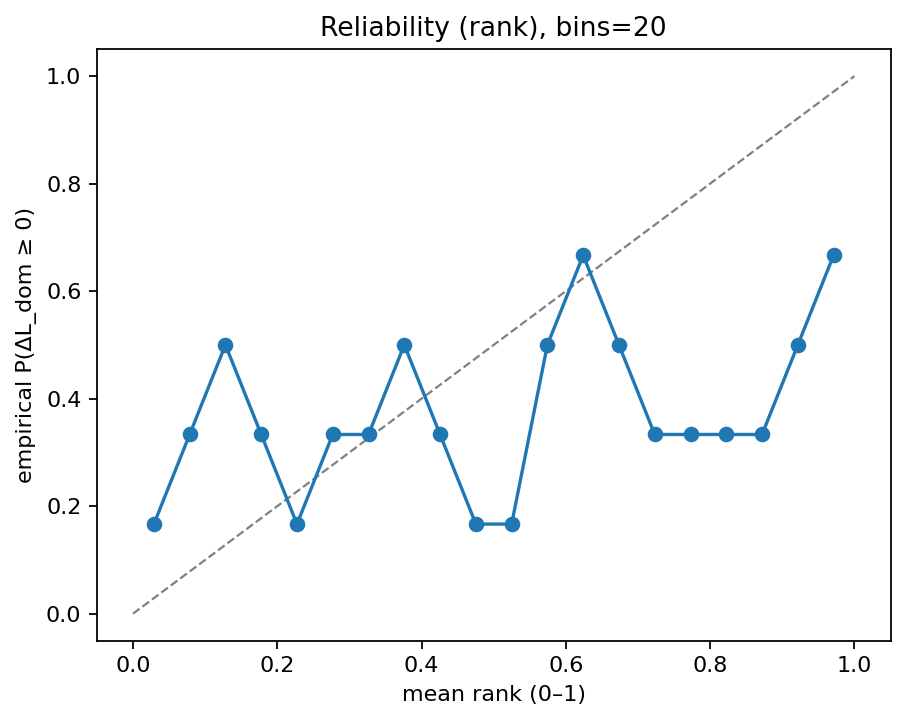 Reliability (rank), bins=20
empirical P(ΔL_dom ≥ 0)
1.0
0.8
0.6
0.4
0.2
0.0
0.0 0.2 0.4 0.6 0.8 1.0
mean rank (0–1)